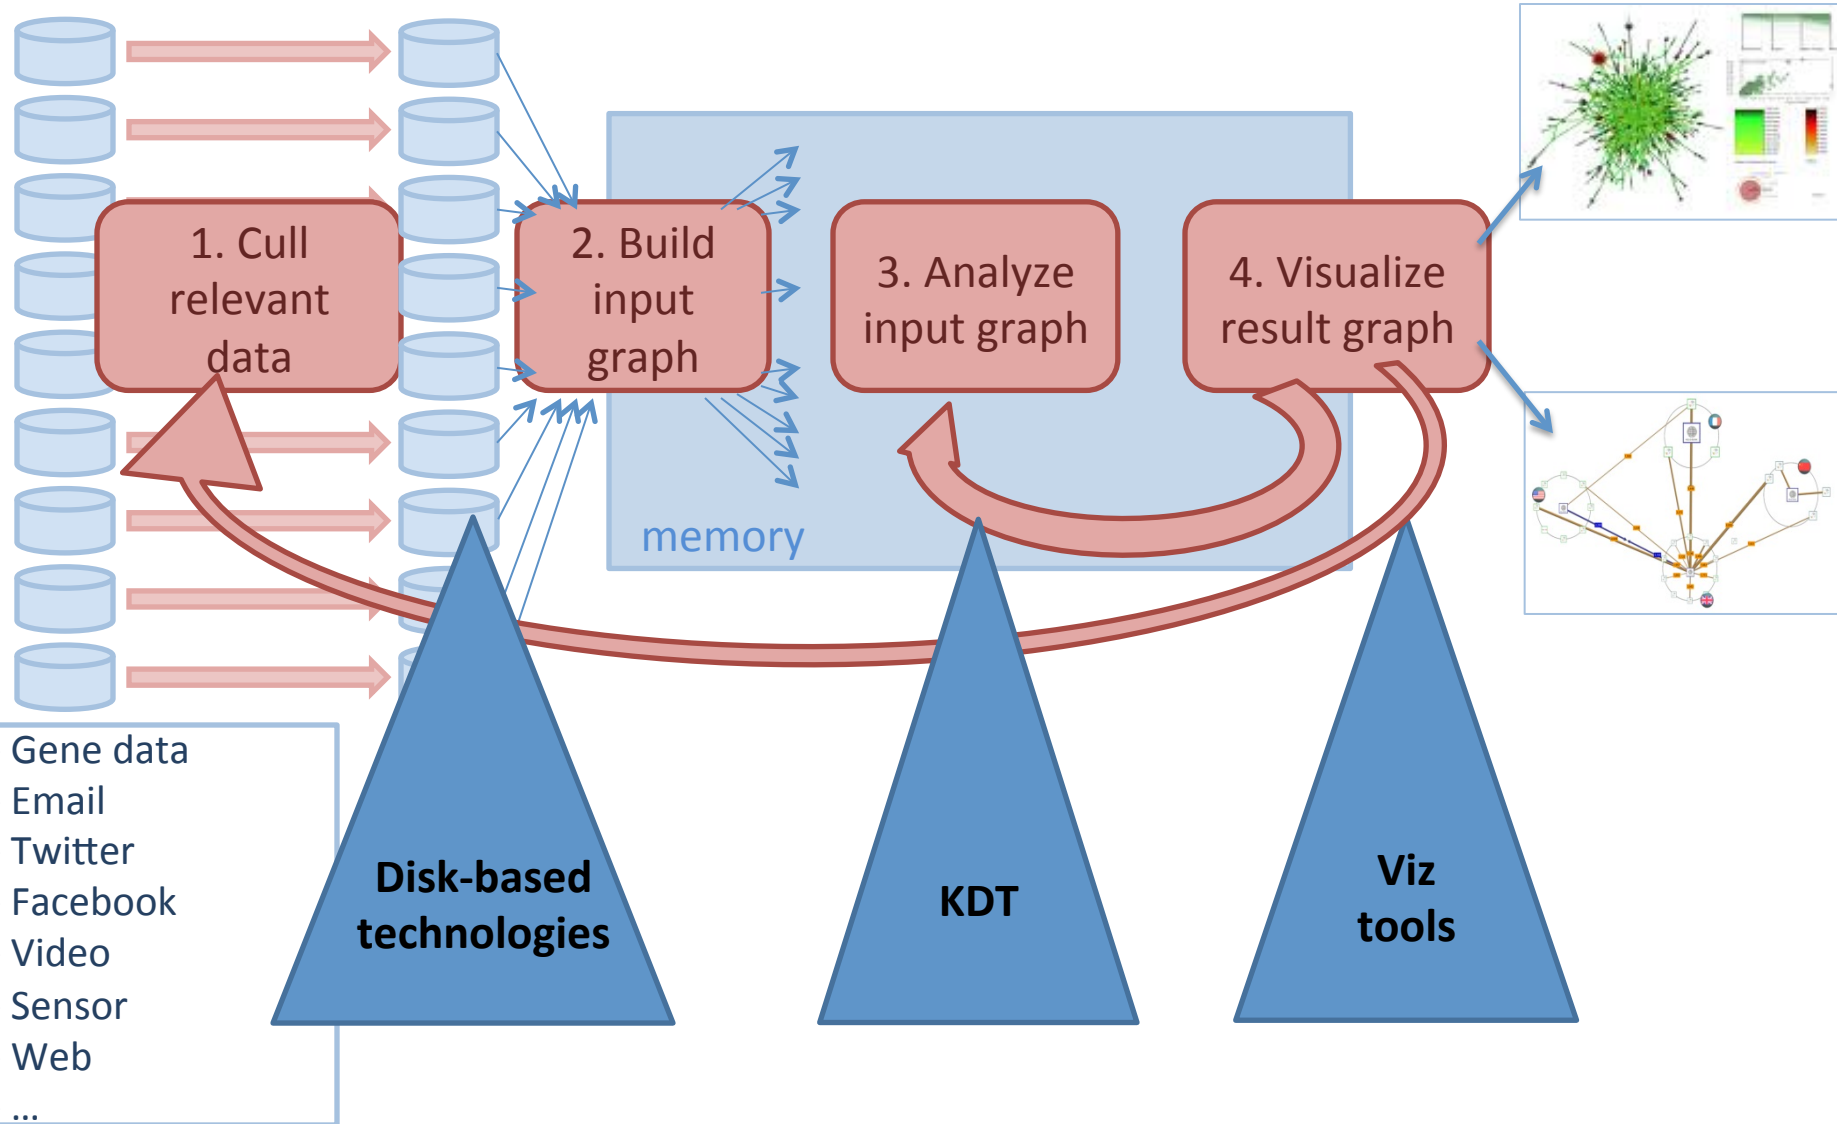 1. Cull
relevant
data
2. Build
input
graph
3. Analyze
input graph
4. Visualize
result graph
memory
Gene data
Email
Twitter
Facebook
Video
Sensor
Web
...
Disk-based
technologies
KDT
Viz
tools